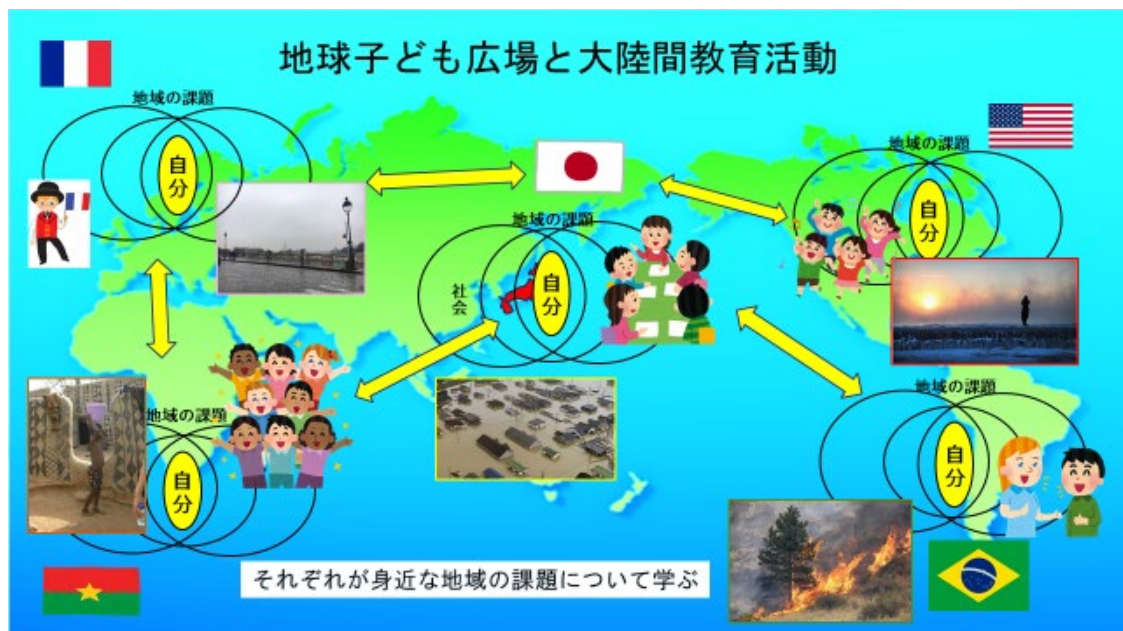 地球子ども広場と大陸間教育活動
地域の課題
自分
地域の課題
自分
地域の課題
社会
自分
地域の課題
自分
地域の課題
自分
それぞれが身近な地域の課題について学ぶ